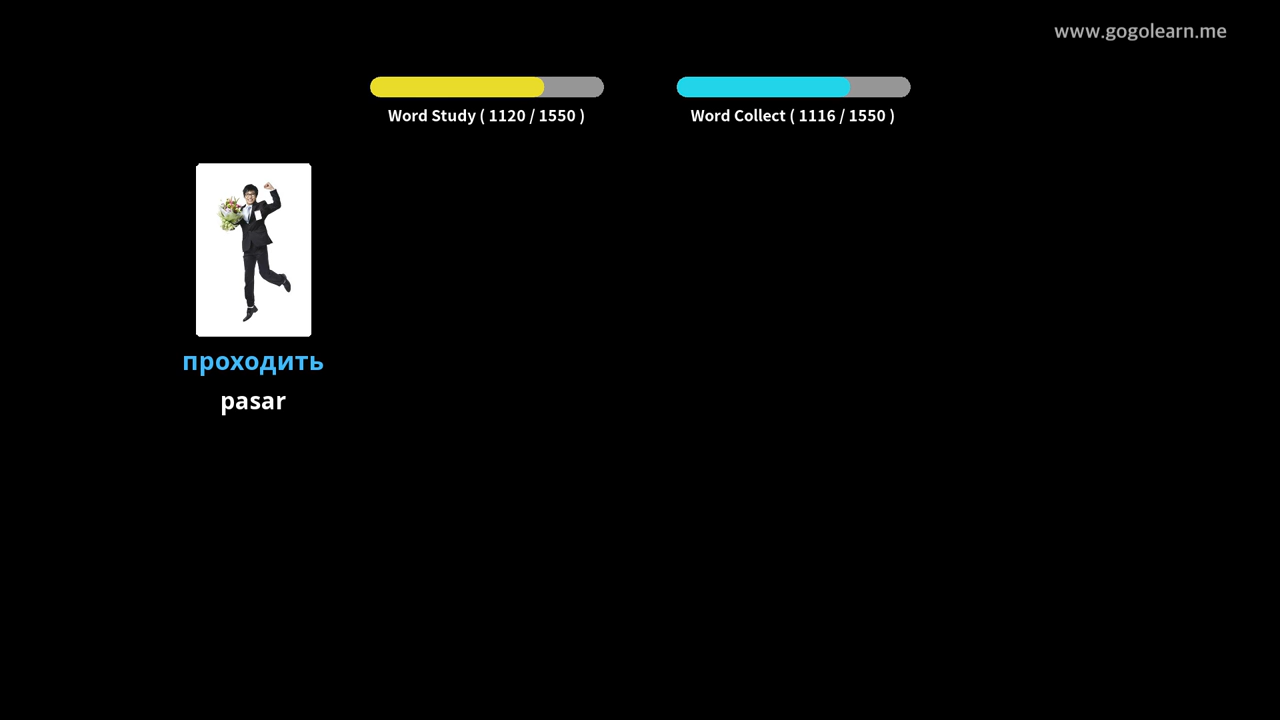 www.gogolearn.me
Word Study ( 1120 / 1550 )
Word Collect ( 1116 / 1550 )
проходить
pasar